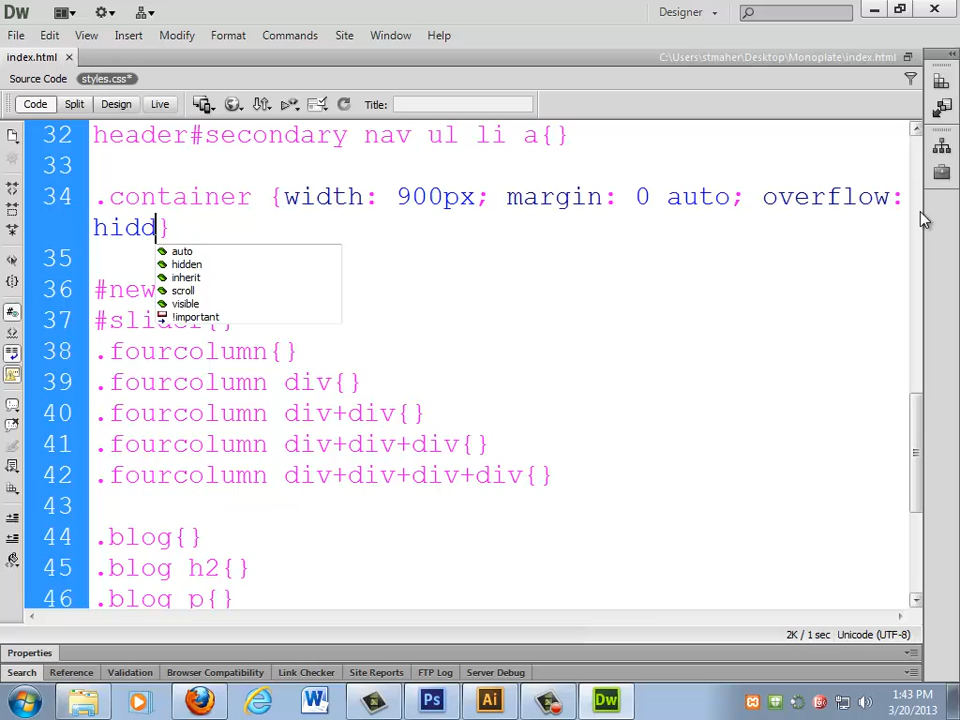 Dw
Designer
File Edit View Insert Modify Format Commands Site Window Help
index.html
C:\Users\stmaher\Desktop\Monoplate\index.html
Source Code styles.css*
Code Split Design Live Title:
32 header#secondary nav ul li a{}
33
34 .container {width: 900px; margin: 0 auto; overflow:
hidd}
auto
35
hidden
inherit
36 #new
scroll
visible
37 #slider{}
!important
38 .fourcolumn{}
39 .fourcolumn div{}
40 .fourcolumn div+div{}
41 .fourcolumn div+div+div{}
42 .fourcolumn div+div+div+div{}
43
44 .blog{}
45 .blog h2{}
46 .blog p{}
2K / 1 sec Unicode (UTF-8)
Properties
Search Reference Validation Browser Compatibility Link Checker Site Reports FTP Log Server Debug
W Ps Ai Dw
1:43 PM
3/20/2013